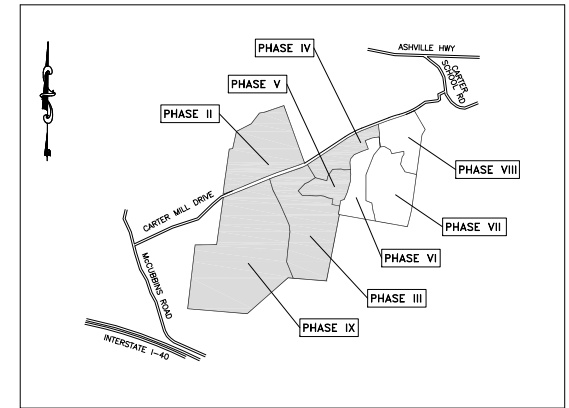 PHASE IV
ASHVILLE HWY
CARTER
SCHOOL RD
PHASE V
PHASE II
PHASE VIII
CARTER MILL DRIVE
PHASE VII
PHASE VI
McCUBBINS ROAD
PHASE III
PHASE IX
INTERSTATE I-40